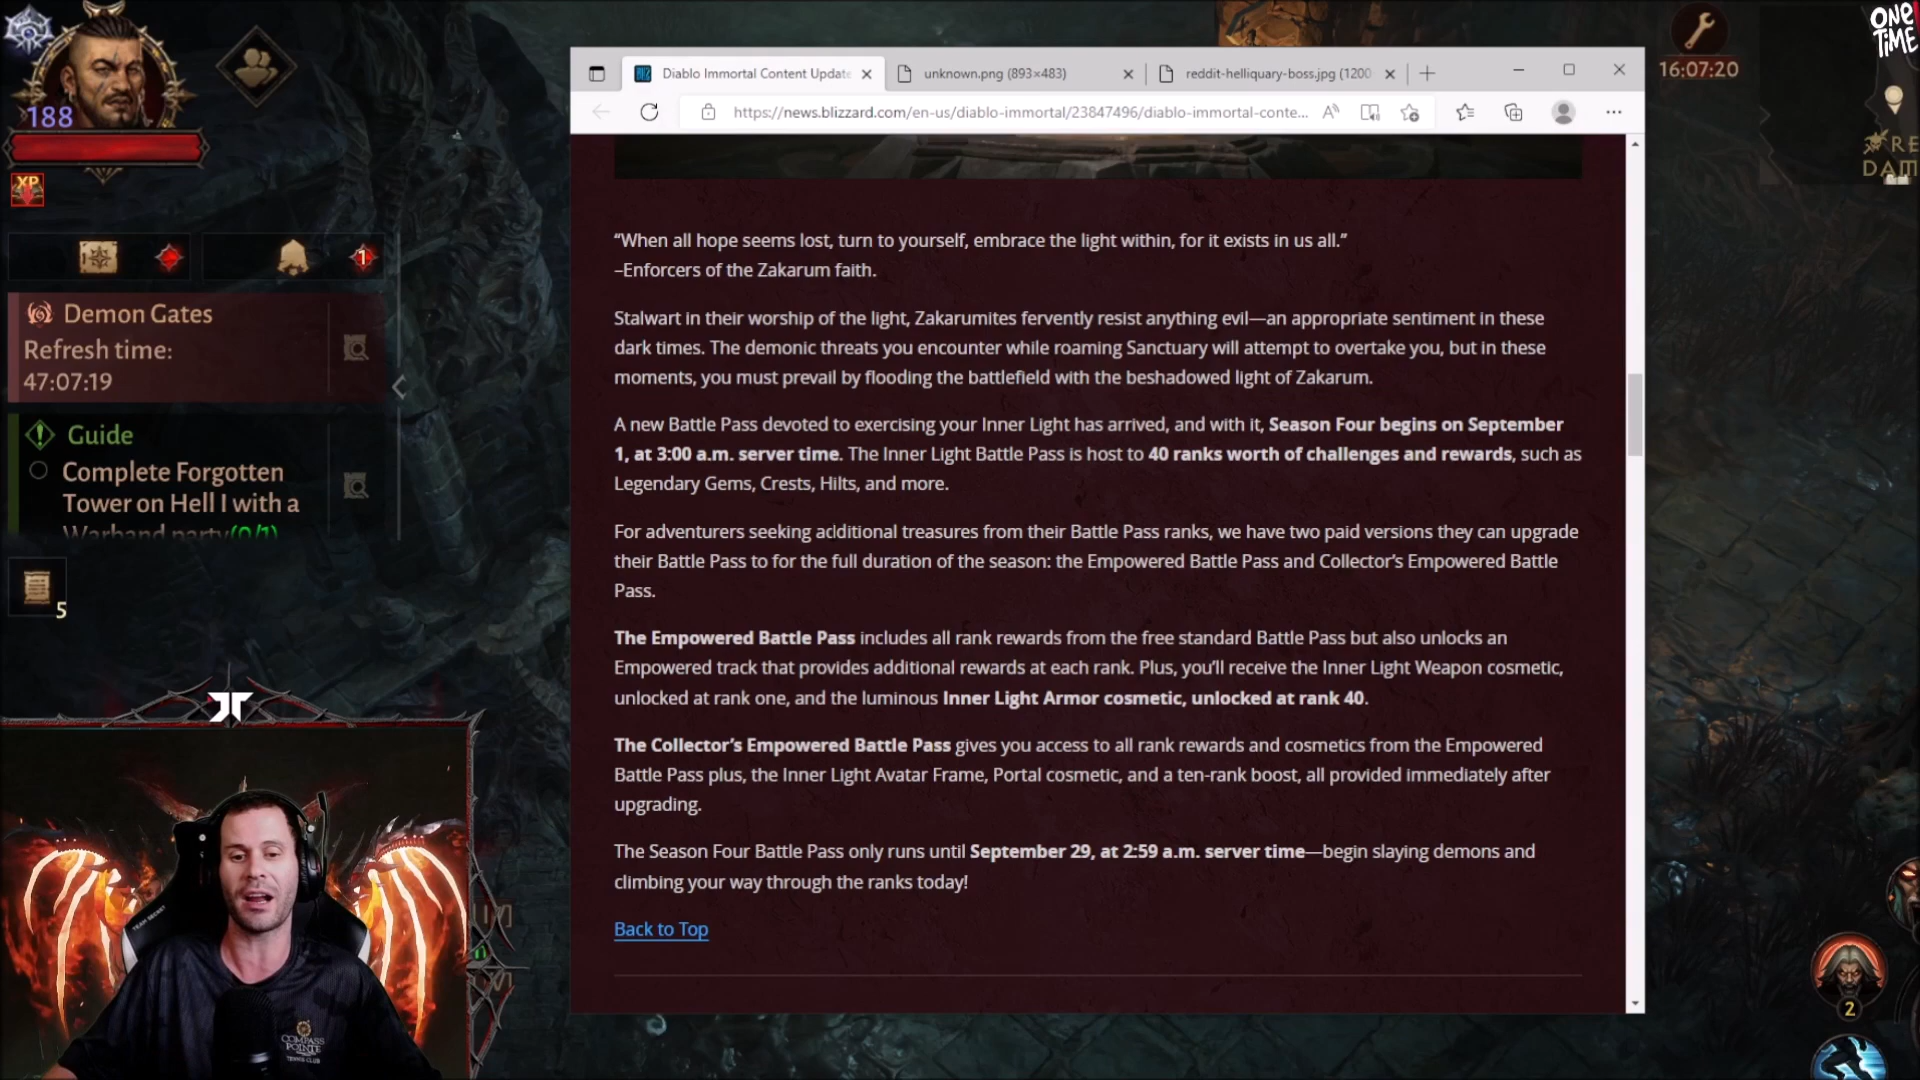 188
XP
1
Demon Gates
Refresh time:
47:07:19
Guide
Complete Forgotten
Tower on Hell I with a
Warband party(0/1)
5
Diablo Immortal Content Update
unknown.png (893×483)
reddit-helliquary-boss.jpg (1200
https://news.blizzard.com/en-us/diablo-immortal/23847496/diablo-immortal-conte...
“When all hope seems lost, turn to yourself, embrace the light within, for it exists in us all.”
–Enforcers of the Zakarum faith.
Stalwart in their worship of the light, Zakarumites fervently resist anything evil—an appropriate sentiment in these
dark times. The demonic threats you encounter while roaming Sanctuary will attempt to overtake you, but in these
moments, you must prevail by flooding the battlefield with the beshadowed light of Zakarum.
A new Battle Pass devoted to exercising your Inner Light has arrived, and with it, Season Four begins on September
1, at 3:00 a.m. server time. The Inner Light Battle Pass is host to 40 ranks worth of challenges and rewards, such as
Legendary Gems, Crests, Hilts, and more.
For adventurers seeking additional treasures from their Battle Pass ranks, we have two paid versions they can upgrade
their Battle Pass to for the full duration of the season: the Empowered Battle Pass and Collector’s Empowered Battle
Pass.
The Empowered Battle Pass includes all rank rewards from the free standard Battle Pass but also unlocks an
Empowered track that provides additional rewards at each rank. Plus, you’ll receive the Inner Light Weapon cosmetic,
unlocked at rank one, and the luminous Inner Light Armor cosmetic, unlocked at rank 40.
The Collector’s Empowered Battle Pass gives you access to all rank rewards and cosmetics from the Empowered
Battle Pass plus, the Inner Light Avatar Frame, Portal cosmetic, and a ten-rank boost, all provided immediately after
upgrading.
The Season Four Battle Pass only runs until September 29, at 2:59 a.m. server time—begin slaying demons and
climbing your way through the ranks today!
Back to Top
ONE
TIME
16:07:20
RE
DAM
2
TEAM SECRET
COMPASS
POINTE
TENNIS CLUB